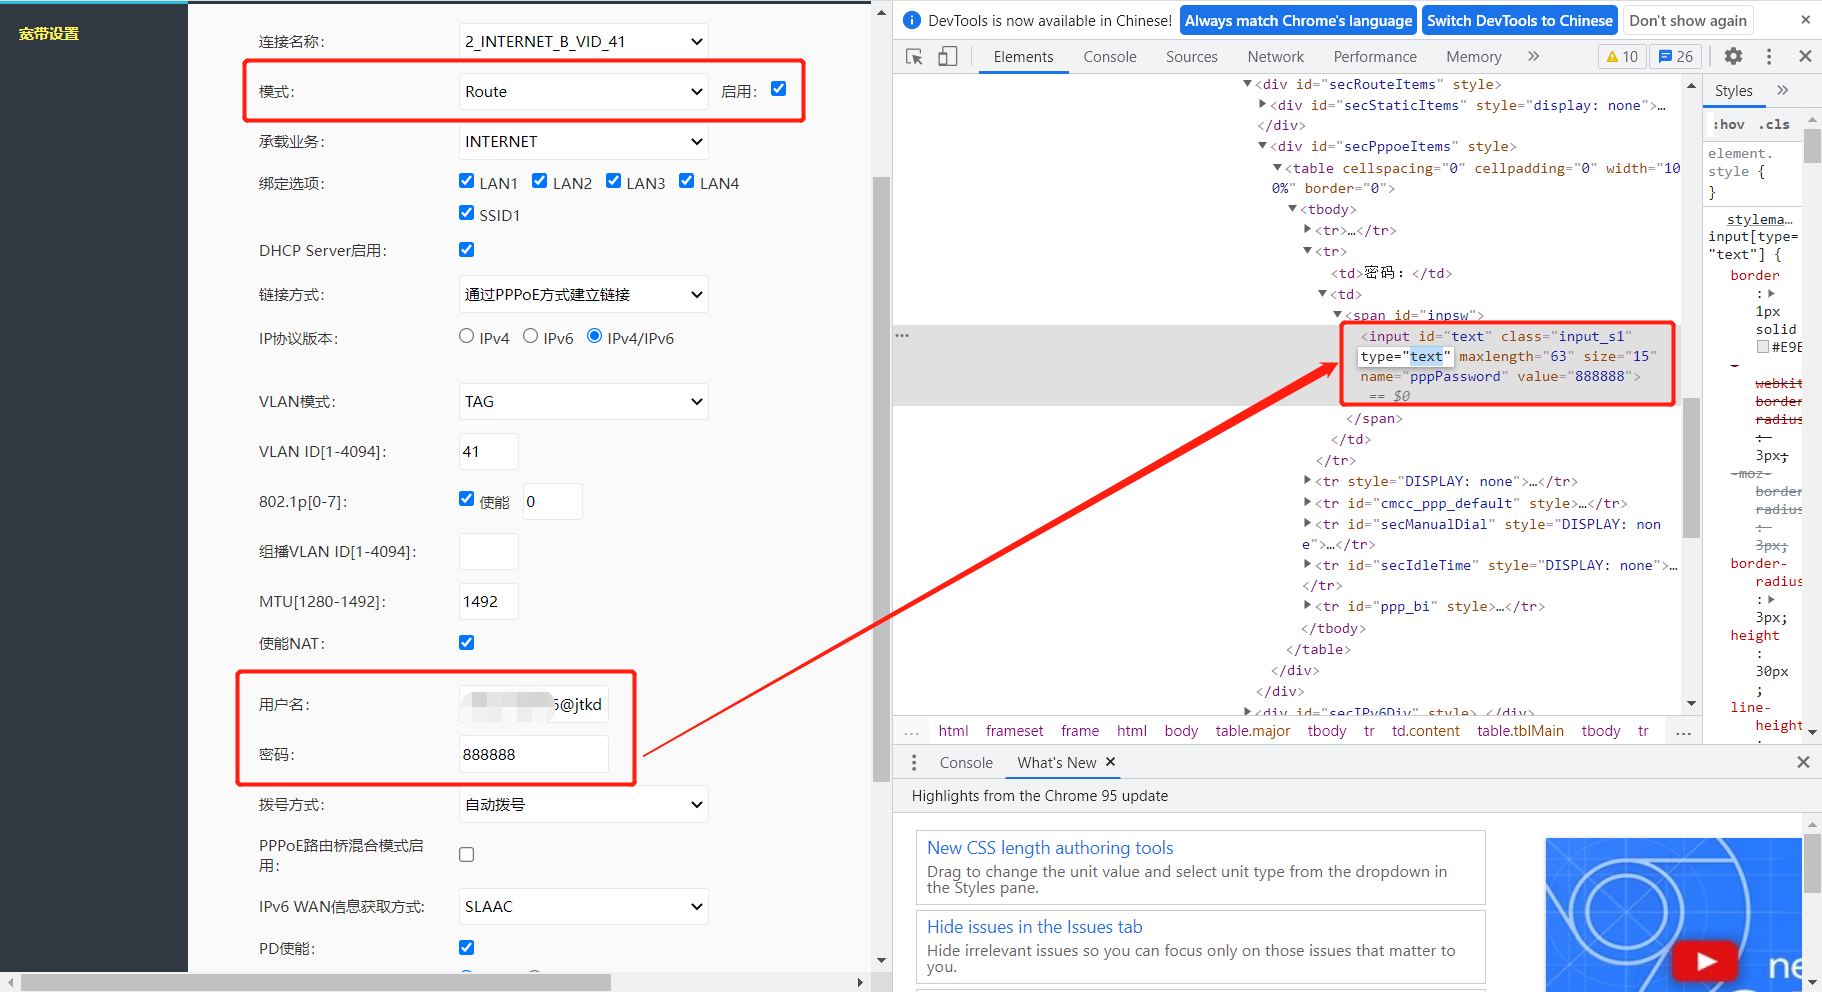 宽带设置
连接名称：
2_INTERNET_B_VID_41
模式：
Route
启用：
承载业务：
INTERNET
绑定选项：
LAN1 LAN2 LAN3 LAN4
SSID1
DHCP Server启用：
链接方式：
通过PPPoE方式建立链接
IP协议版本：
IPv4 IPv6 IPv4/IPv6
VLAN模式：
TAG
VLAN ID[1-4094]：
41
802.1p[0-7]：
使能 0
组播VLAN ID[1-4094]：
MTU[1280-1492]：
1492
使能NAT：
用户名：
@jtkd
密码：
888888
拨号方式：
自动拨号
PPPoE路由桥混合模式启
用：
IPv6 WAN信息获取方式：
SLAAC
PD使能：
DevTools is now available in Chinese!
Always match Chrome's language
Switch DevTools to Chinese
Don't show again
×
Elements Console Sources Network Performance Memory » 10 26
<div id="secRouteItems" style>
<div id="secStaticItems" style="display: none">…
</div>
<div id="secPppoeItems" style>
<table cellspacing="0" cellpadding="0" width="10
0%" border="0">
<tbody>
<tr>…</tr>
<tr>
<td>密码：</td>
<td>
<span id="inpsw">
…
<input id="text" class="input_s1"
type="text" maxlength="63" size="15"
name="pppPassword" value="888888">
== $0
</span>
</td>
</tr>
<tr style="DISPLAY: none">…</tr>
<tr id="cmcc_ppp_default" style>…</tr>
<tr id="secManualDial" style="DISPLAY: non
e">…</tr>
<tr id="secIdleTime" style="DISPLAY: none">…
</tr>
<tr id="ppp_bi" style>…</tr>
</tbody>
</table>
</div>
</div>
<div id="secIPv6Div" style> </div>
... html frameset frame html body table.major tbody tr td.content table.tblMain tbody tr ...
Styles »
:hov .cls
element.
style {
}
stylema…
input[type=
"text"] {
border
:
1px
solid
#E9E
webkit
border
radius
:
3px;
-moz-
border
radius
:
3px;
border-
radius
:
3px;
height
:
30px
;
line-
height
:
Console What's New ×
Highlights from the Chrome 95 update
New CSS length authoring tools
Drag to change the unit value and select unit type from the dropdown in
the Styles pane.
Hide issues in the Issues tab
Hide irrelevant issues so you can focus only on those issues that matter to
you.